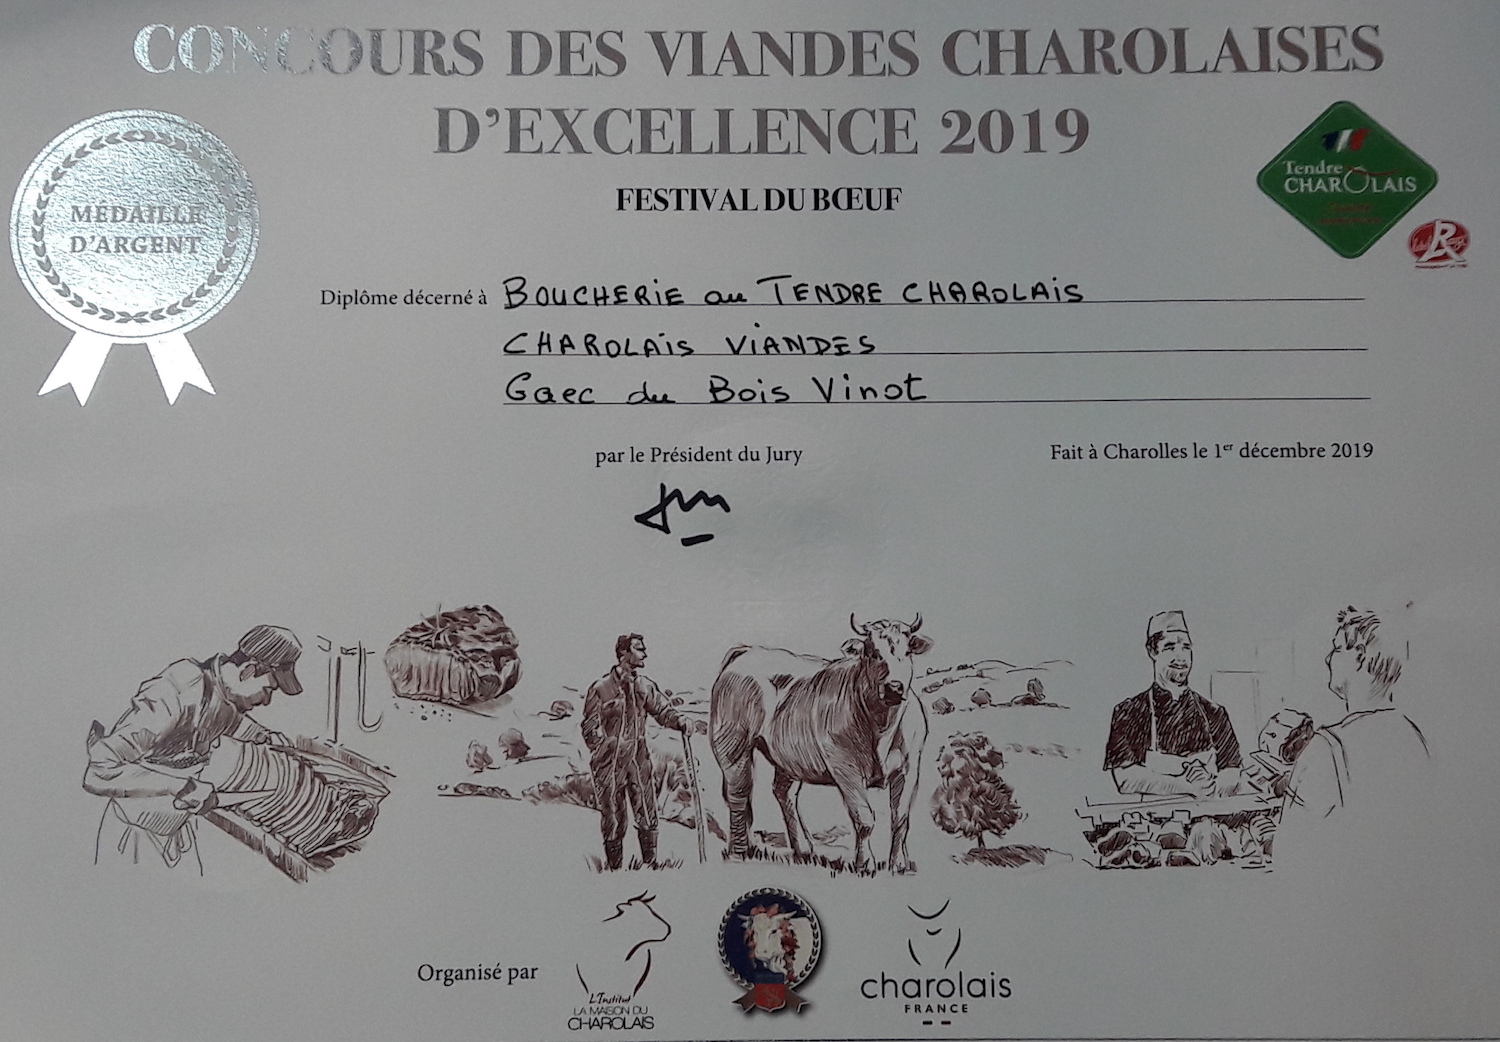 CONCOURS DES VIANDES CHAROLAISES
D'EXCELLENCE 2019
FESTIVAL DU BŒUF
MÉDAILLE
D'ARGENT
Tendre
CHAROLAIS
Label Rouge
Diplôme décerné à BOUCHERIE au TENDRE CHAROLAIS
CHAROLAIS VIANDES
Gaec du Bois Vinot
par le Président du Jury
Fait à Charolles le 1er décembre 2019
Organisé par
L'Institut
LA MAISON DU
CHAROLAIS
charolais
FRANCE